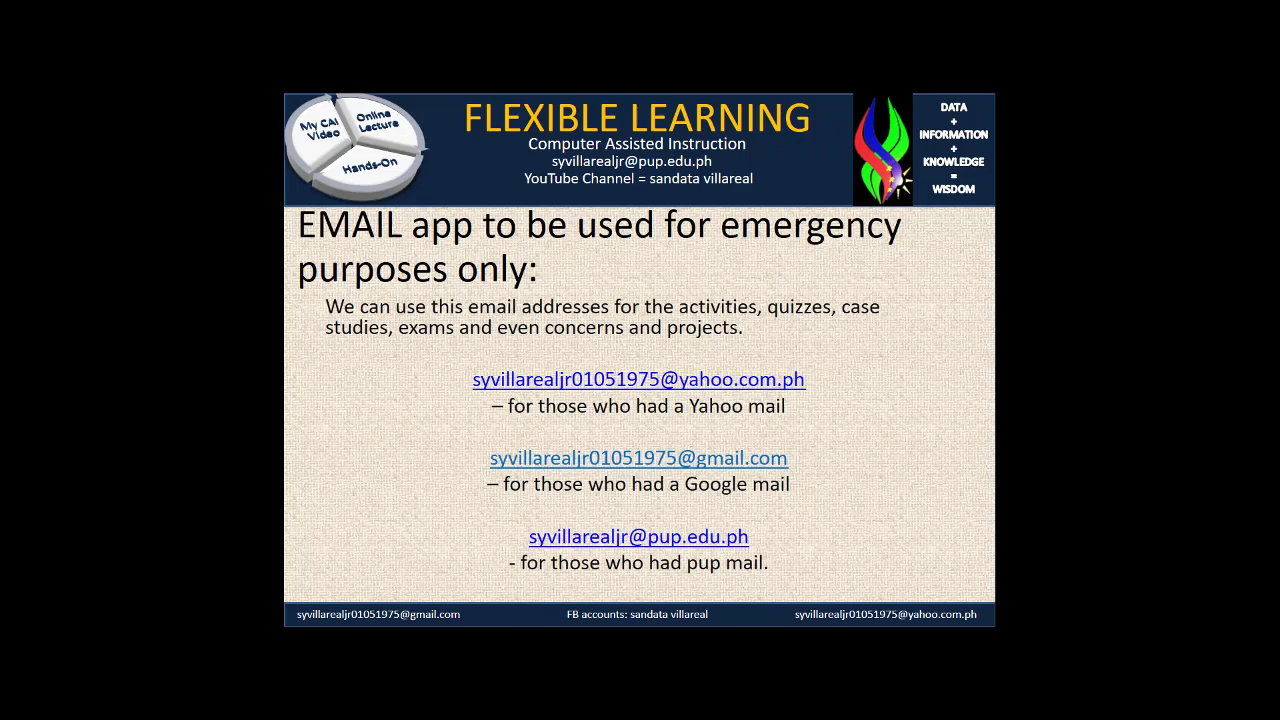 My CAI
Video
Online
Lecture
Hands-On
FLEXIBLE LEARNING
Computer Assisted Instruction
syvillarealjr@pup.edu.ph
YouTube Channel = sandata villareal
DATA
+
INFORMATION
+
KNOWLEDGE
=
WISDOM
EMAIL app to be used for emergency
purposes only:
We can use this email addresses for the activities, quizzes, case
studies, exams and even concerns and projects.
syvillarealjr01051975@yahoo.com.ph
– for those who had a Yahoo mail
syvillarealjr01051975@gmail.com
– for those who had a Google mail
syvillarealjr@pup.edu.ph
- for those who had pup mail.
syvillarealjr01051975@gmail.com
FB accounts: sandata villareal
syvillarealjr01051975@yahoo.com.ph